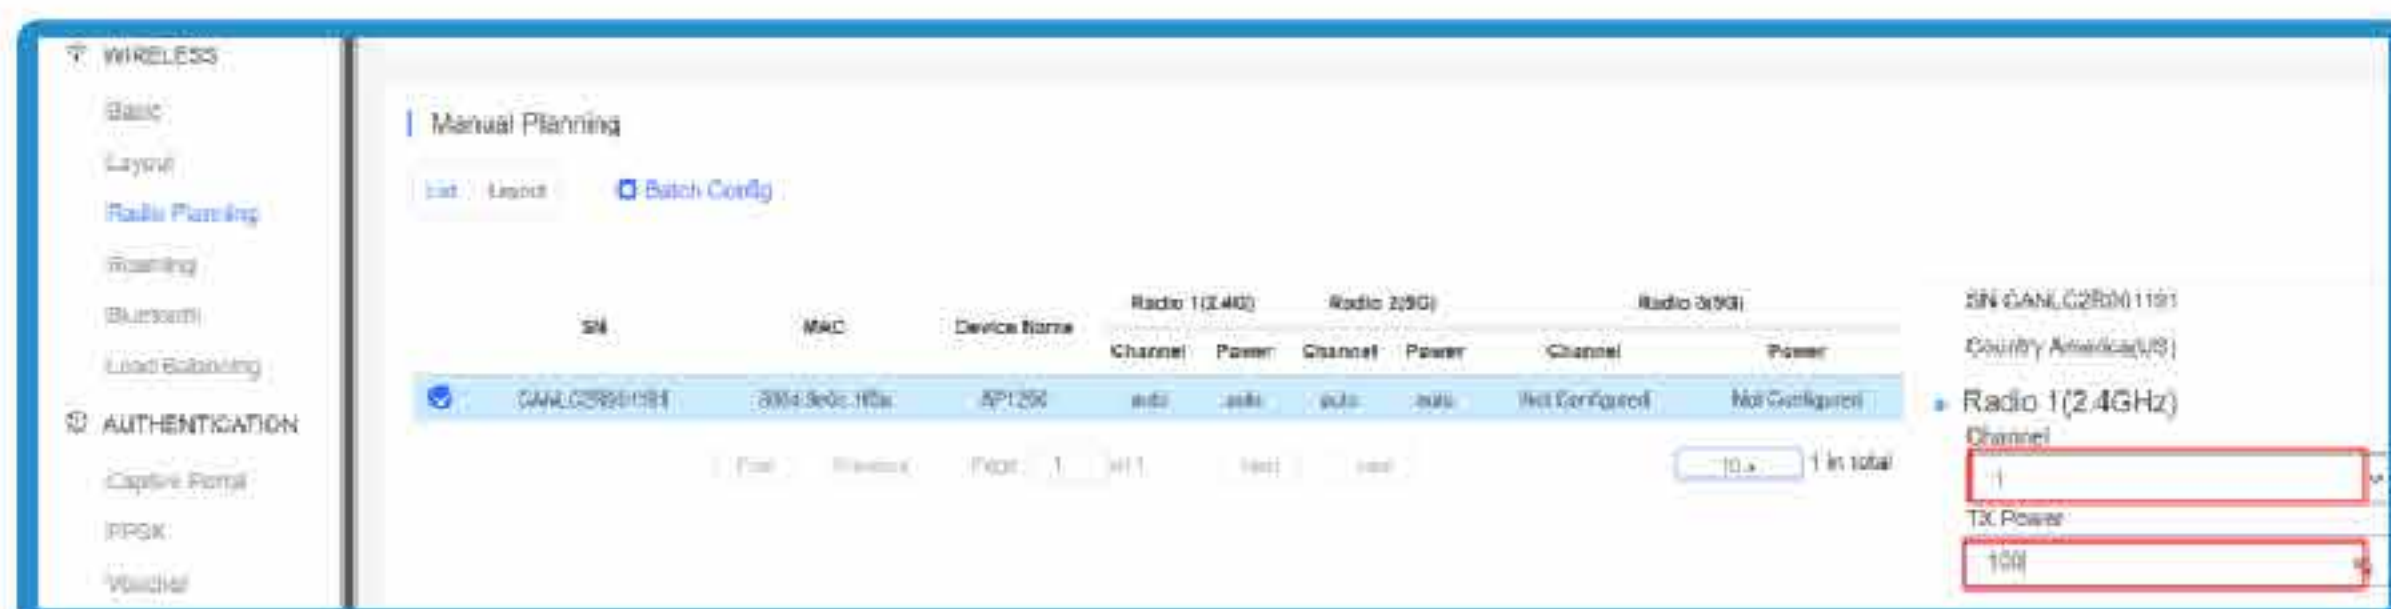 WIRELESS
Basic
Layout
Radio Planning
Roaming
Bluetooth
Load Balancing
AUTHENTICATION
Captive Portal
PPSK
Voucher
Manual Planning
List Layout Batch Config
SN MAC Device Name Radio 1(2.4G) Radio 2(5G) Radio 3(5G)
Channel Power Channel Power Channel Power
AP1250 auto auto auto auto Not Configured Not Configured
First Previous Page 1 of 1 Next Last 10 1 in total
SN
Country America(US)
Radio 1(2.4GHz)
Channel
1
TX Power
100